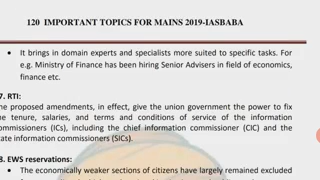 120 IMPORTANT TOPICS FOR MAINS 2019-IASBABA
• It brings in domain experts and specialists more suited to specific tasks. For
e.g. Ministry of Finance has been hiring Senior Advisers in field of economics,
finance etc.
7. RTI:
he proposed amendments, in effect, give the union government the power to fix
he tenure, salaries, and terms and conditions of service of the information
ommissioners (ICs), including the chief information commissioner (CIC) and the
tate information commissioners (SICs).
8. EWS reservations:
• The economically weaker sections of citizens have largely remained excluded